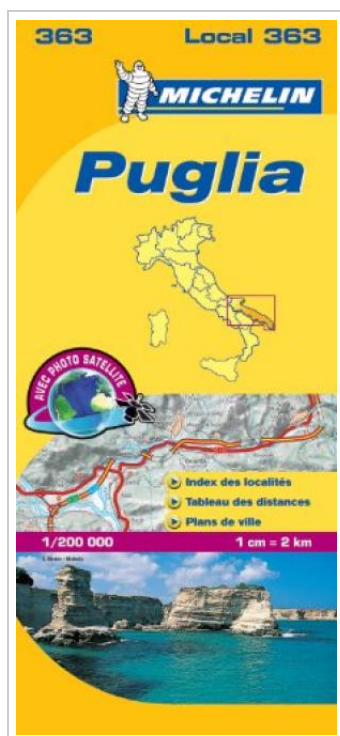 363 Local 363
MICHELIN
Puglia
AVEC PHOTO SATELLITE
Index des localités
Tableau des distances
Plans de ville
1/200 000 1 cm = 2 km